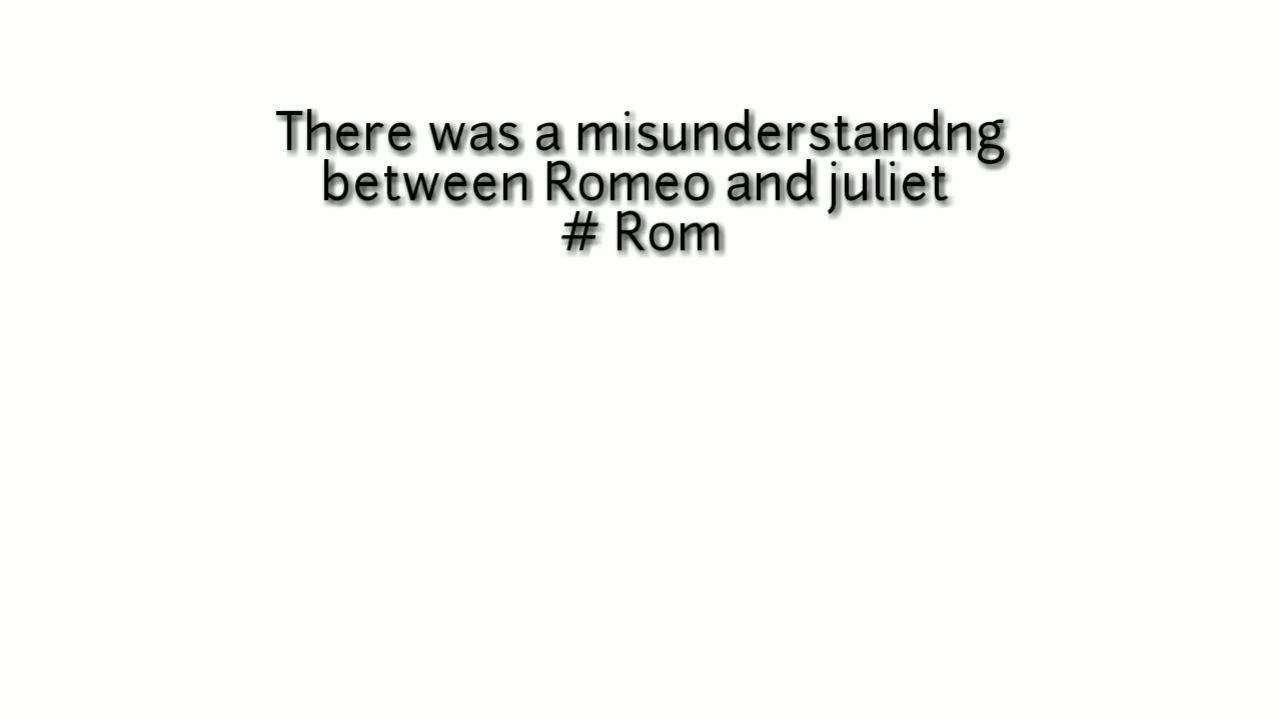 There was a misunderstandng
between Romeo and juliet
# Rom